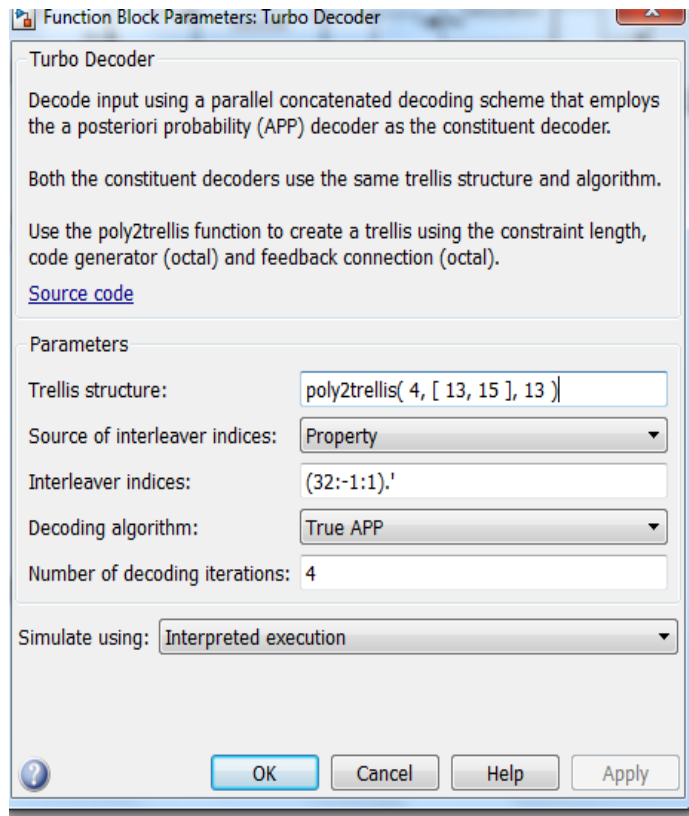 Function Block Parameters: Turbo Decoder
Turbo Decoder
Decode input using a parallel concatenated decoding scheme that employs
the a posteriori probability (APP) decoder as the constituent decoder.
Both the constituent decoders use the same trellis structure and algorithm.
Use the poly2trellis function to create a trellis using the constraint length,
code generator (octal) and feedback connection (octal).
Source code
Parameters
Trellis structure: poly2trellis( 4, [ 13, 15 ], 13 )
Source of interleaver indices: Property
Interleaver indices: (32:-1:1).'
Decoding algorithm: True APP
Number of decoding iterations: 4
Simulate using: Interpreted execution
? OK Cancel Help Apply